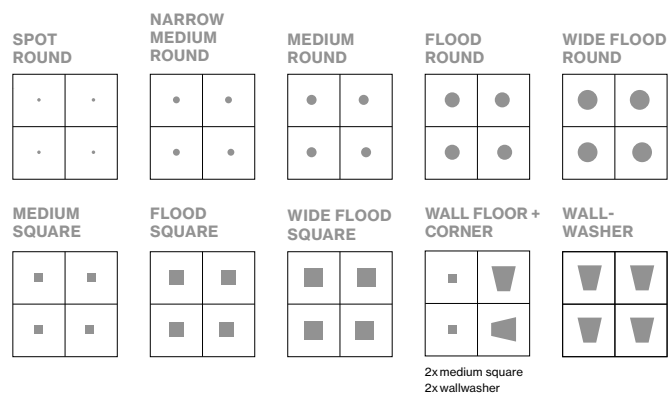 SPOT
ROUND
NARROW
MEDIUM
ROUND
MEDIUM
ROUND
FLOOD
ROUND
WIDE FLOOD
ROUND
MEDIUM
SQUARE
FLOOD
SQUARE
WIDE FLOOD
SQUARE
WALL FLOOR +
CORNER
WALL-
WASHER
2x medium square
2x wallwasher